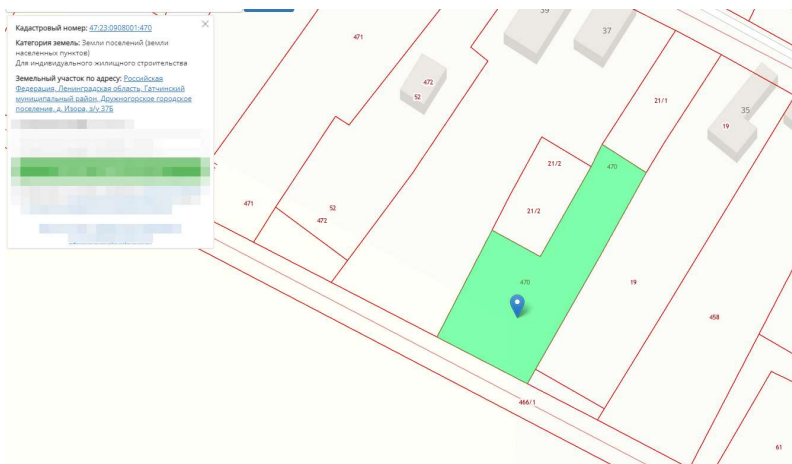 Кадастровый номер: 47:23:0908001:470
Категория земель: Земли поселений (земли
населенных пунктов)
Для индивидуального жилищного строительства
Земельный участок по адресу: Российская
Федерация, Ленинградская область, Гатчинский
муниципальный район, Дружногорское городское
поселение, д. Изора, з/у 37Б
39
37
471
472
52
21/1
35
19
21/2
470
21/2
471
52
472
470
19
458
466/1
61